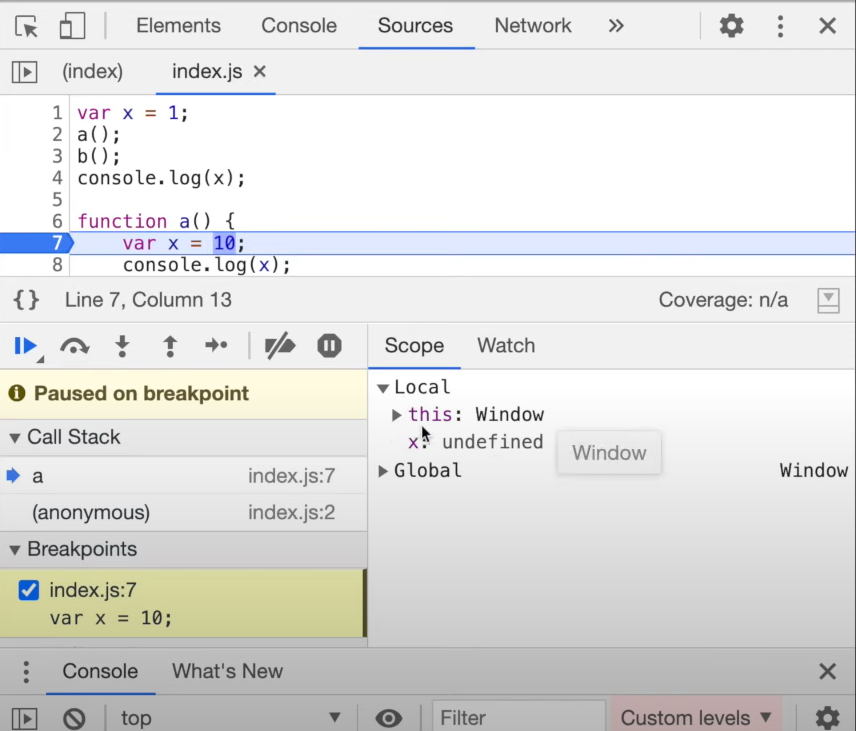 Elements Console Sources Network »
(index) index.js ×
1 var x = 1;
2 a();
3 b();
4 console.log(x);
5
6 function a() {
7 var x = 10;
8 console.log(x);
{} Line 7, Column 13 Coverage: n/a
Scope Watch
Paused on breakpoint
Call Stack
a index.js:7
(anonymous) index.js:2
Breakpoints
index.js:7
var x = 10;
Local
this: Window
x: undefined
Window
Global Window
Console What's New
top Filter Custom levels